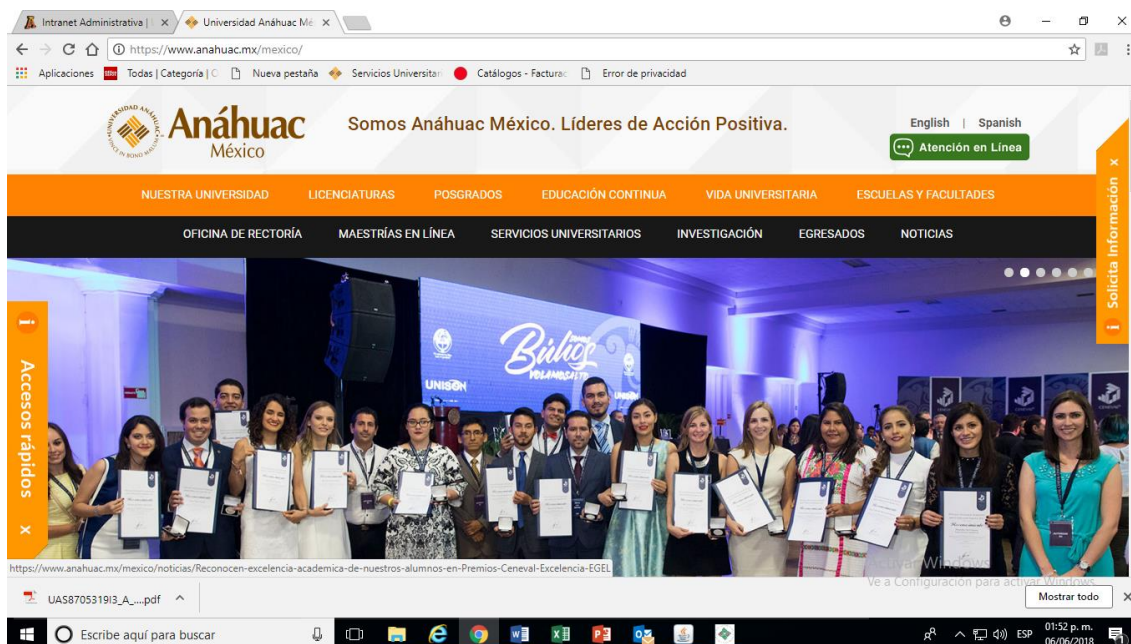 Intranet Administrativa |
Universidad Anáhuac Mé
https://www.anahuac.mx/mexico/
Aplicaciones
Todas | Categoría | C
Nueva pestaña
Servicios Universitari
Catálogos - Facturac
Error de privacidad
Anáhuac
México
Somos Anáhuac México. Líderes de Acción Positiva.
English | Spanish
Atención en Línea
NUESTRA UNIVERSIDAD LICENCIATURAS POSGRADOS EDUCACIÓN CONTINUA VIDA UNIVERSITARIA ESCUELAS Y FACULTADES
OFICINA DE RECTORÍA MAESTRÍAS EN LÍNEA SERVICIOS UNIVERSITARIOS INVESTIGACIÓN EGRESADOS NOTICIAS
Solicita Información x
Accesos rápidos x
Búhos
VOLAMOSALTO
UNISON
https://www.anahuac.mx/mexico/noticias/Reconocen-excelencia-academica-de-nuestros-alumnos-en-Premios-Ceneval-Excelencia-EGEL
Activar Windows
Ve a Configuración para activar Windows.
UAS8705319I3_A_....pdf
Mostrar todo
Escribe aquí para buscar
ESP
01:52 p. m.
06/06/2018